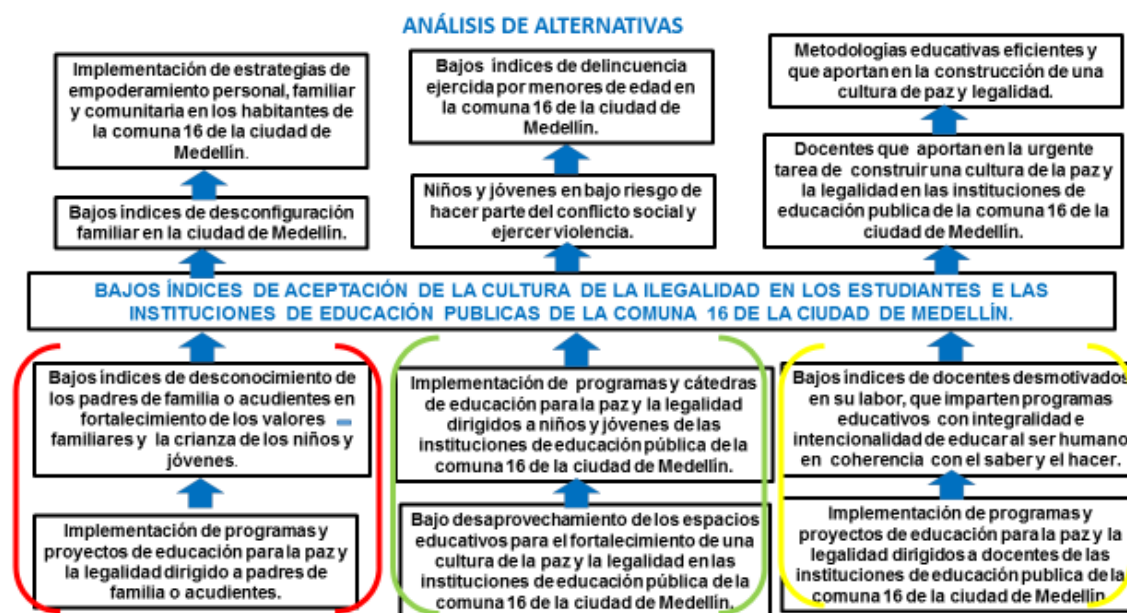 ANÁLISIS DE ALTERNATIVAS
Implementación de estrategias de
empoderamiento personal, familiar
y comunitaria en los habitantes de
la comuna 16 de la ciudad de
Medellín.
Bajos índices de delincuencia
ejercida por menores de edad en
la comuna 16 de la ciudad de
Medellín.
Metodologías educativas eficientes y
que aportan en la construcción de una
cultura de paz y legalidad.
Bajos índices de desconfiguración
familiar en la ciudad de Medellín.
Niños y jóvenes en bajo riesgo de
hacer parte del conflicto social y
ejercer violencia.
Docentes que aportan en la urgente
tarea de construir una cultura de la paz y
la legalidad en las instituciones de
educación publica de la comuna 16 de la
ciudad de Medellín.
BAJOS ÍNDICES DE ACEPTACIÓN DE LA CULTURA DE LA ILEGALIDAD EN LOS ESTUDIANTES E LAS
INSTITUCIONES DE EDUCACIÓN PUBLICAS DE LA COMUNA 16 DE LA CIUDAD DE MEDELLÍN.
Bajos índices de desconocimiento de
los padres de familia o acudientes en
fortalecimiento de los valores
familiares y la crianza de los niños y
jóvenes.
Implementación de programas y cátedras
de educación para la paz y la legalidad
dirigidos a niños y jóvenes de las
instituciones de educación pública de la
comuna 16 de la ciudad de Medellín.
Bajos índices de docentes desmotivados
en su labor, que imparten programas
educativos con integralidad e
intencionalidad de educar al ser humano
en coherencia con el saber y el hacer.
Implementación de programas y
proyectos de educación para la paz y
la legalidad dirigido a padres de
familia o acudientes.
Bajo desaprovechamiento de los espacios
educativos para el fortalecimiento de una
cultura de la paz y la legalidad en las
instituciones de educación pública de la
comuna 16 de la ciudad de Medellín.
Implementación de programas y
proyectos de educación para la paz y la
legalidad dirigidos a docentes de las
instituciones de educación publica de la
comuna 16 de la ciudad de Medellín